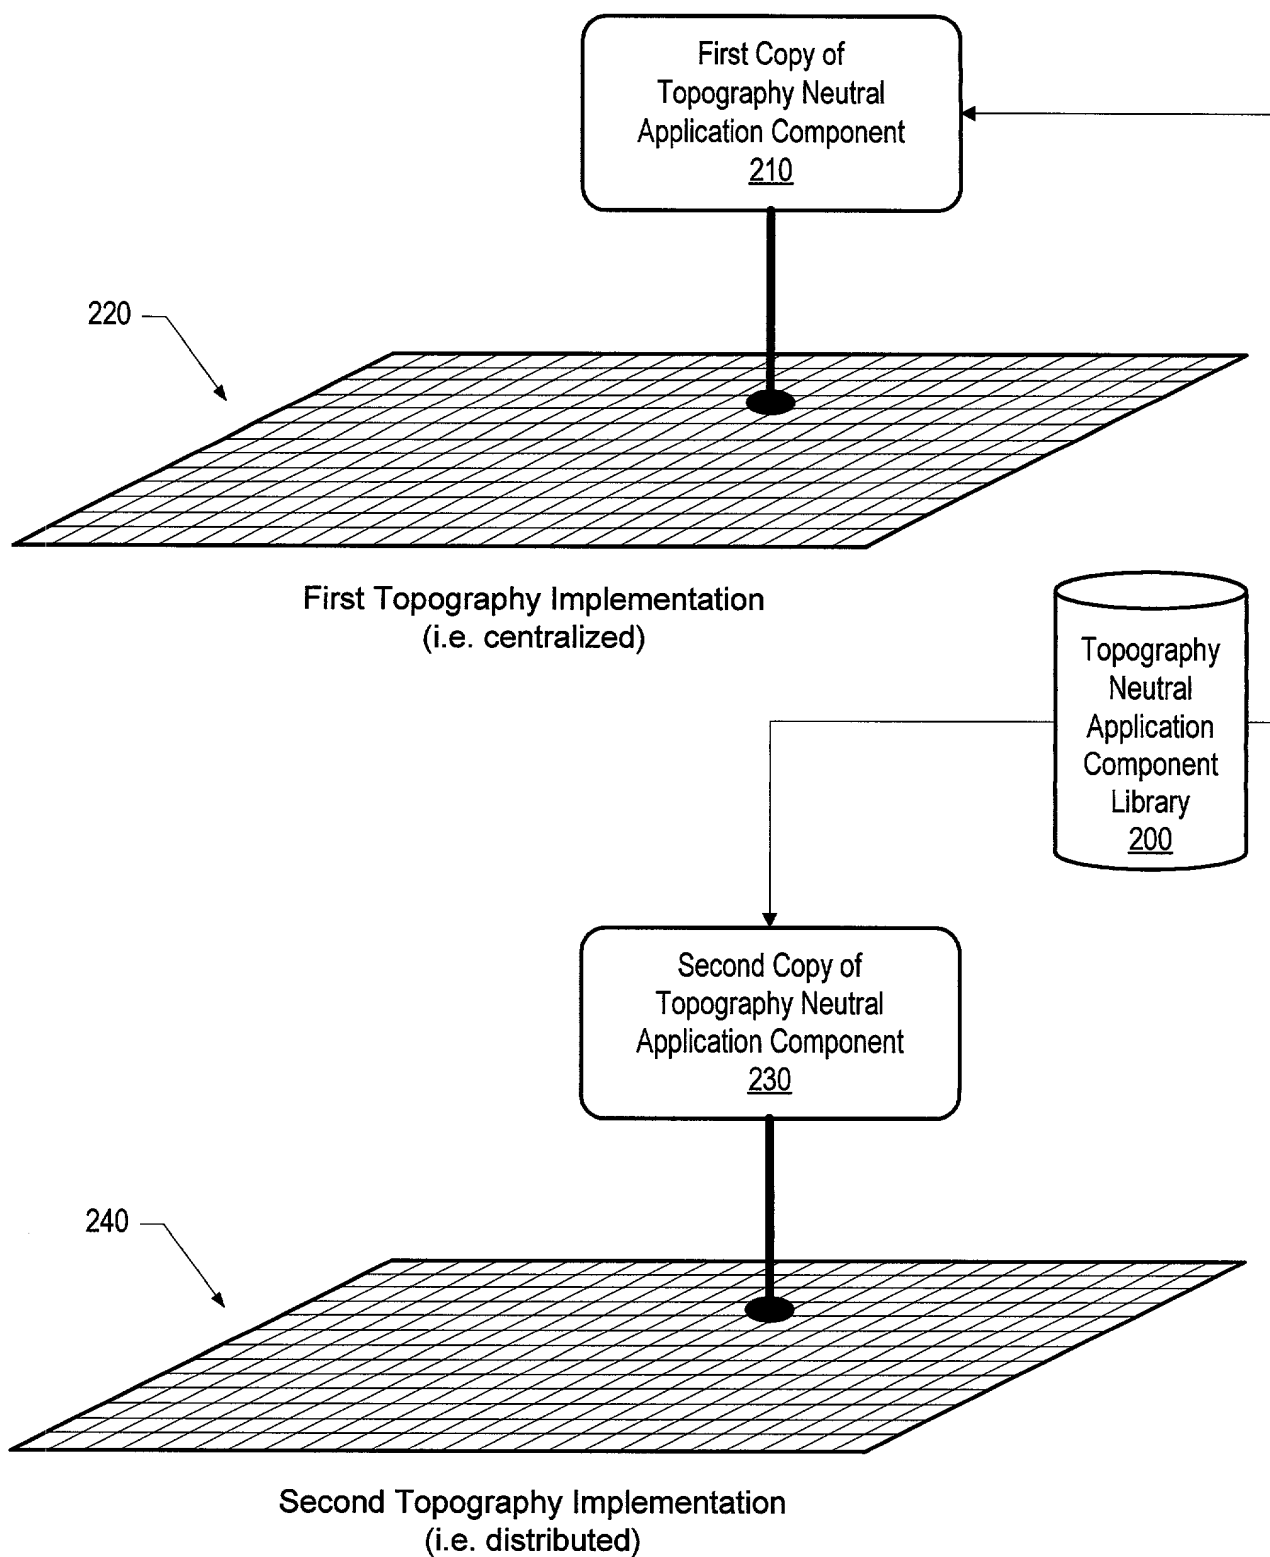 First Copy of
Topography Neutral
Application Component
210
220
First Topography Implementation
(i.e. centralized)
Topography
Neutral
Application
Component
Library
200
Second Copy of
Topography Neutral
Application Component
230
240
Second Topography Implementation
(i.e. distributed)